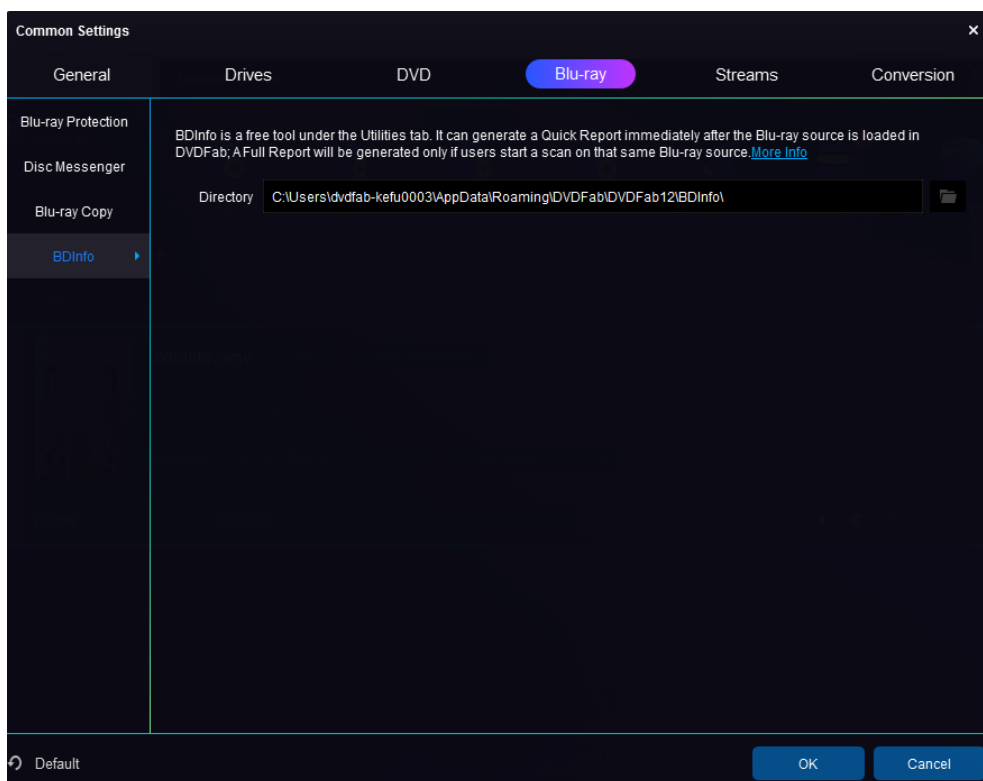 Common Settings
General Drives DVD Blu-ray Streams Conversion
Blu-ray Protection
Disc Messenger
Blu-ray Copy
BDInfo
BDInfo is a free tool under the Utilities tab. It can generate a Quick Report immediately after the Blu-ray source is loaded in
DVDFab; A Full Report will be generated only if users start a scan on that same Blu-ray source.More Info
Directory C:\Users\dvdfab-kefu0003\AppData\Roaming\DVDFab\DVDFab12\BDInfo\
Default OK Cancel